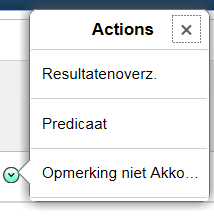 Actions
Resultatenoverz.
Predicaat
Opmerking niet Akko...